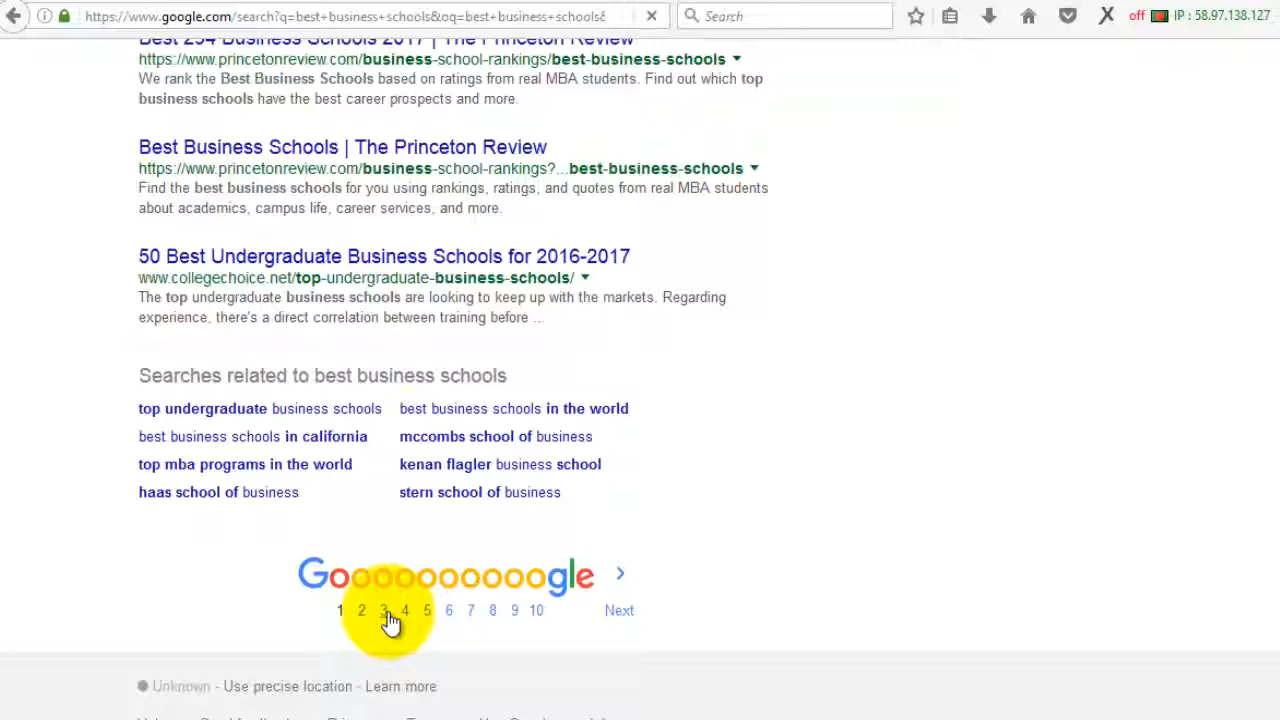 https://www.google.com/search?q=best+business+schools&oq=best+business+schools&
Search
off IP : 58.97.138.127
Best 294 Business Schools 2017 | The Princeton Review
https://www.princetonreview.com/business-school-rankings/best-business-schools
We rank the Best Business Schools based on ratings from real MBA students. Find out which top
business schools have the best career prospects and more.
Best Business Schools | The Princeton Review
https://www.princetonreview.com/business-school-rankings?...best-business-schools
Find the best business schools for you using rankings, ratings, and quotes from real MBA students
about academics, campus life, career services, and more.
50 Best Undergraduate Business Schools for 2016-2017
www.collegechoice.net/top-undergraduate-business-schools/
The top undergraduate business schools are looking to keep up with the markets. Regarding
experience, there's a direct correlation between training before ...
Searches related to best business schools
top undergraduate business schools best business schools in the world
best business schools in california mccombs school of business
top mba programs in the world kenan flagler business school
haas school of business stern school of business
Goooooooooogle
1 2 3 4 5 6 7 8 9 10 Next
Unknown - Use precise location - Learn more